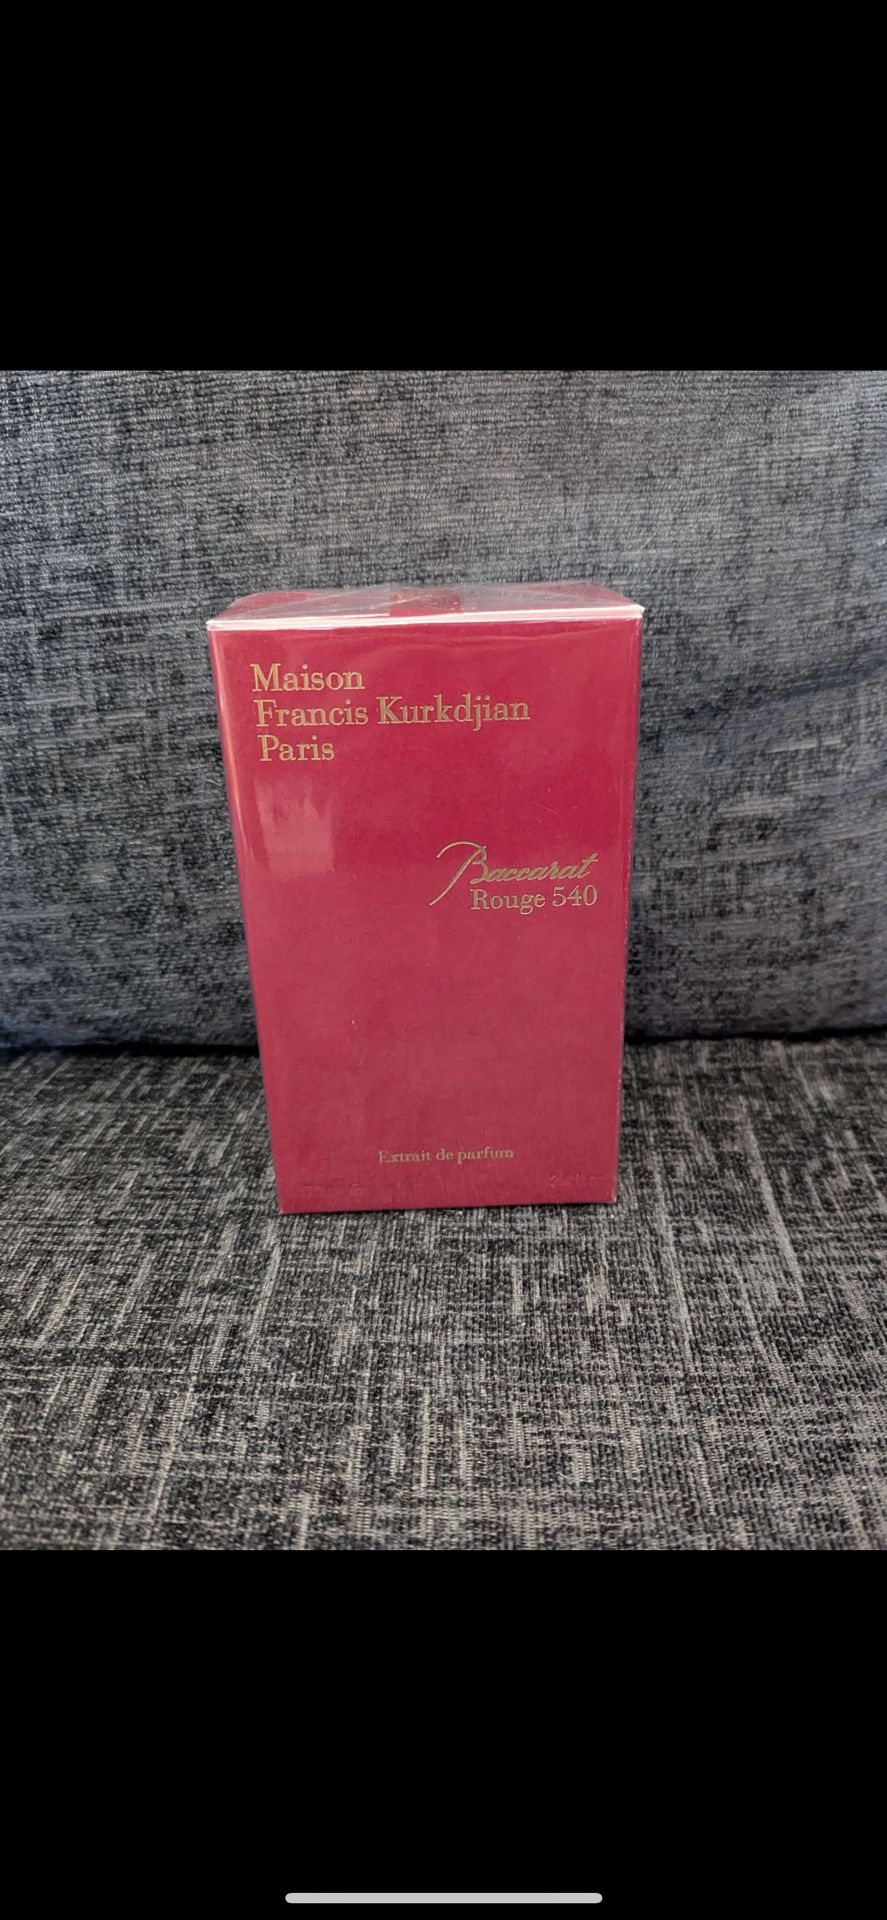 Maison
Francis Kurkdjian
Paris
Baccarat
Rouge 540
Extrait de parfum